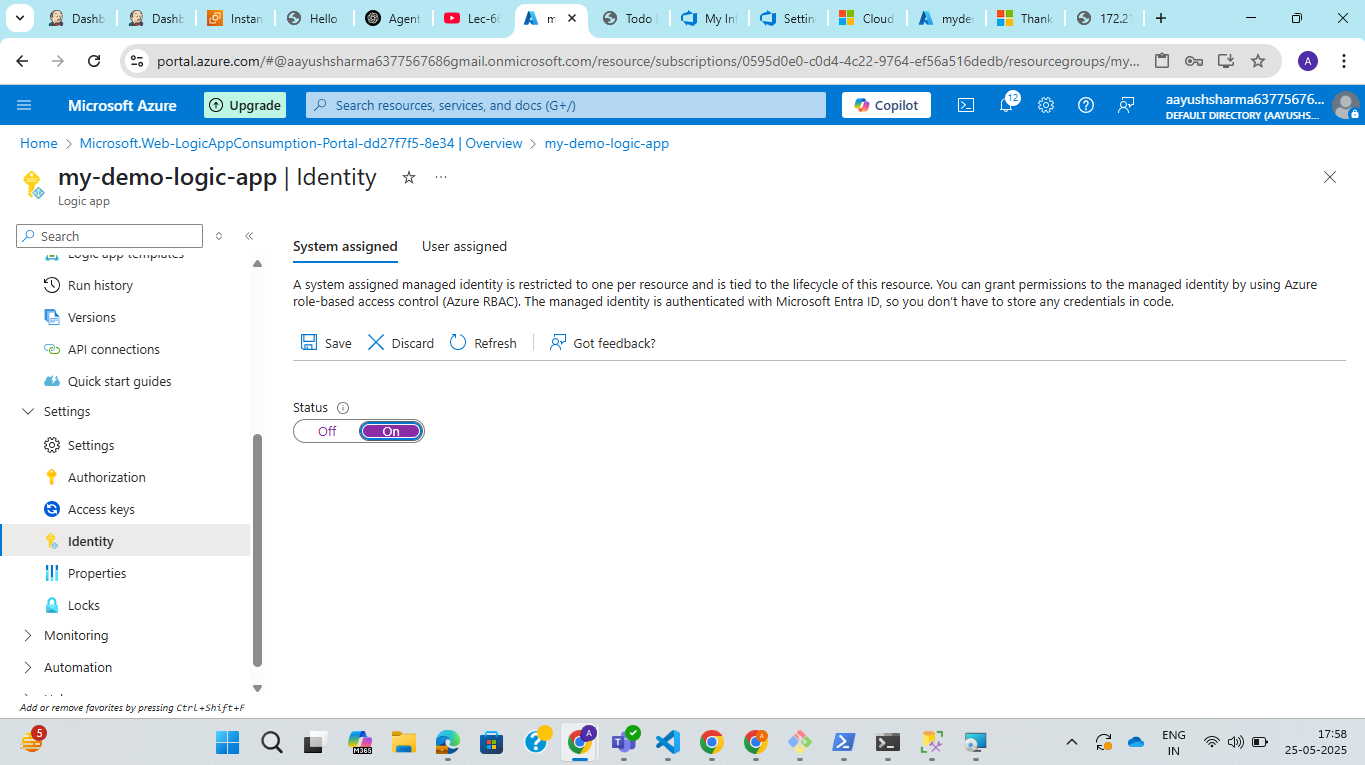 Dashb
Dashb
Instan
Hello
Agent
Lec-6
m
Todo
My In
Settin
Cloud
myde
Thank
172.2
portal.azure.com/#@aayushsharma6377567686gmail.onmicrosoft.com/resource/subscriptions/0595d0e0-c0d4-4c22-9764-ef56a516dedb/resourcegroups/my...
A
Microsoft Azure
Upgrade
Search resources, services, and docs (G+/)
Copilot
12
aayushsharma63775676...
DEFAULT DIRECTORY (AAYUSHS...
Home > Microsoft.Web-LogicAppConsumption-Portal-dd27f7f5-8e34 | Overview > my-demo-logic-app
my-demo-logic-app | Identity
Logic app
Search
Logic app templates
Run history
Versions
API connections
Quick start guides
Settings
Settings
Authorization
Access keys
Identity
Properties
Locks
Monitoring
Automation
Add or remove favorites by pressing Ctrl+Shift+F
System assigned User assigned
A system assigned managed identity is restricted to one per resource and is tied to the lifecycle of this resource. You can grant permissions to the managed identity by using Azure
role-based access control (Azure RBAC). The managed identity is authenticated with Microsoft Entra ID, so you don’t have to store any credentials in code.
Save Discard Refresh Got feedback?
Status
Off On
5
M365
A
A
ENG
IN
17:58
25-05-2025